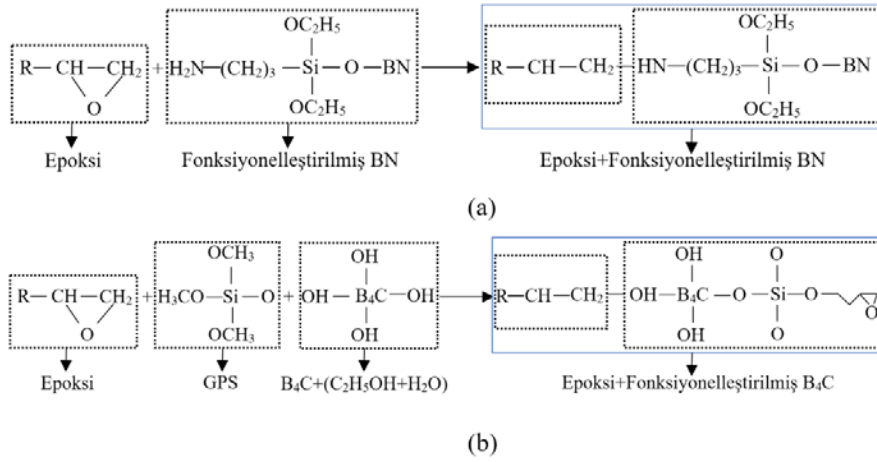 OC₂H₅ OC₂H₅
R—CH—CH₂ + H₂N—(CH₂)₃—Si—O—BN R—CH—CH₂—HN—(CH₂)₃—Si—O—BN
O OC₂H₅ OC₂H₅
Epoksi Fonksiyonelleştirilmiş BN Epoksi+Fonksiyonelleştirilmiş BN
(a)
OCH₃ OH OH O
R—CH—CH₂ + H₃CO—Si—O + OH—B₄C—OH R—CH—CH₂—OH—B₄C—O—Si—O
O OCH₃ OH OH O O
Epoksi GPS B₄C+(C₂H₅OH+H₂O) Epoksi+Fonksiyonelleştirilmiş B₄C
(b)